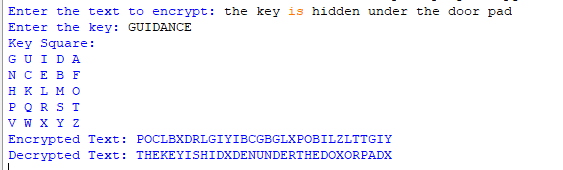 Enter the text to encrypt: the key is hidden under the door pad
Enter the key: GUIDANCE
Key Square:
G U I D A
N C E B F
H K L M O
P Q R S T
V W X Y Z
Encrypted Text: POCLBXDRLGIYIBCGBGLXPOBILZLTTGIY
Decrypted Text: THEKEYISHIDXDENUNDERTHEDOXORPADX